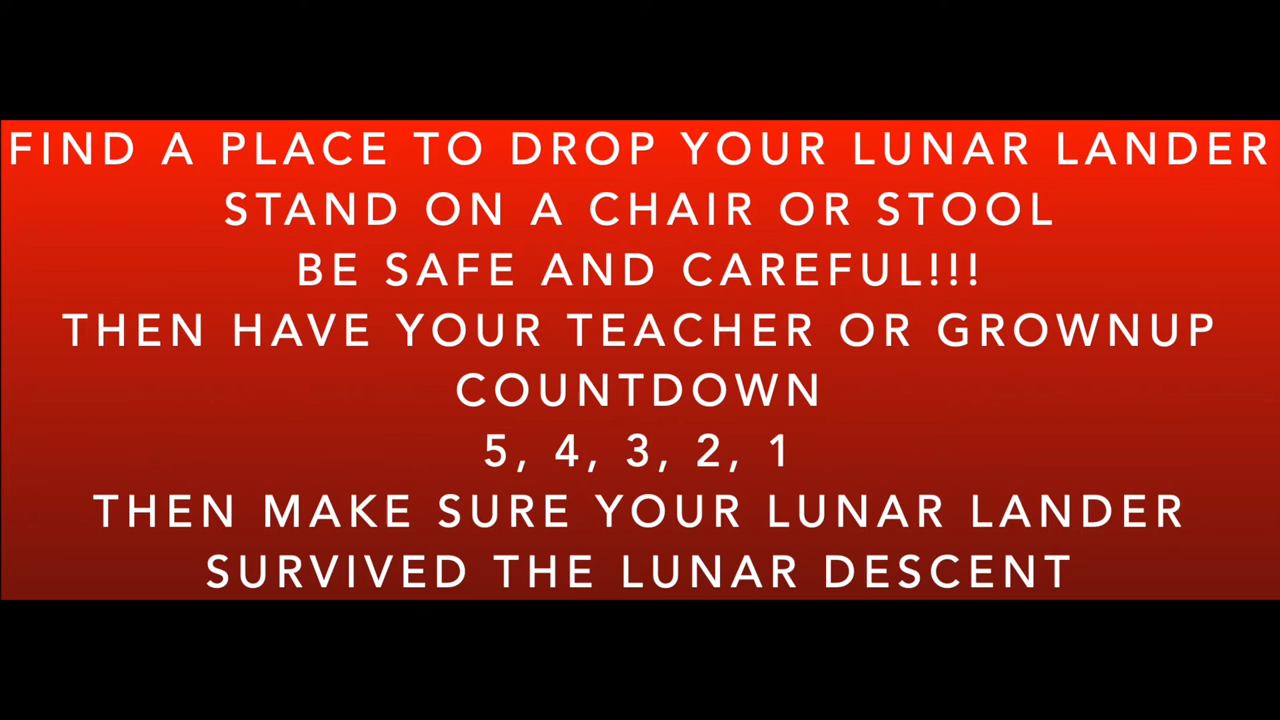 FIND A PLACE TO DROP YOUR LUNAR LANDER
STAND ON A CHAIR OR STOOL
BE SAFE AND CAREFUL!!!
THEN HAVE YOUR TEACHER OR GROWNUP
COUNTDOWN
5, 4, 3, 2, 1
THEN MAKE SURE YOUR LUNAR LANDER
SURVIVED THE LUNAR DESCENT